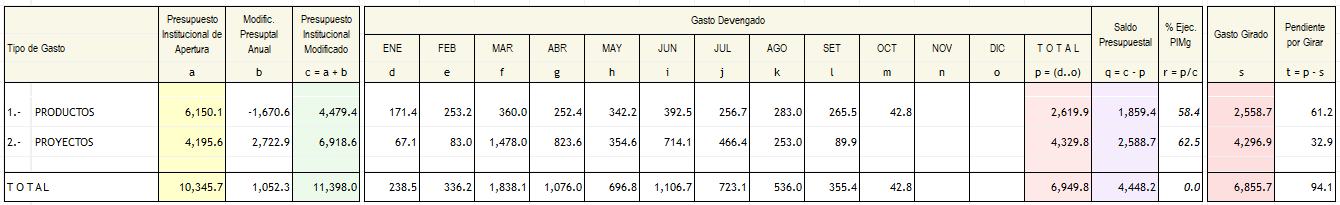 Tipo de Gasto Presupuesto Institucional de Apertura a Modific. Presuptal Anual b Presupuesto Institucional Modificado c = a + b Gasto Devengado Saldo Presupuestal q = c - p % Ejec. PIMg r = p/c Gasto Girado s Pendiente por Girar t = p - s
ENE FEB MAR ABR MAY JUN JUL AGO SET OCT NOV DIC T O T A L
d e f g h i j k l m n o p = (d..o)
1.- PRODUCTOS 6,150.1 -1,670.6 4,479.4 171.4 253.2 360.0 252.4 342.2 392.5 256.7 283.0 265.5 42.8 2,619.9 1,859.4 58.4 2,558.7 61.2
2.- PROYECTOS 4,195.6 2,722.9 6,918.6 67.1 83.0 1,478.0 823.6 354.6 714.1 466.4 253.0 89.9 4,329.8 2,588.7 62.5 4,296.9 32.9
T O T A L 10,345.7 1,052.3 11,398.0 238.5 336.2 1,838.1 1,076.0 696.8 1,106.7 723.1 536.0 355.4 42.8 6,949.8 4,448.2 0.0 6,855.7 94.1